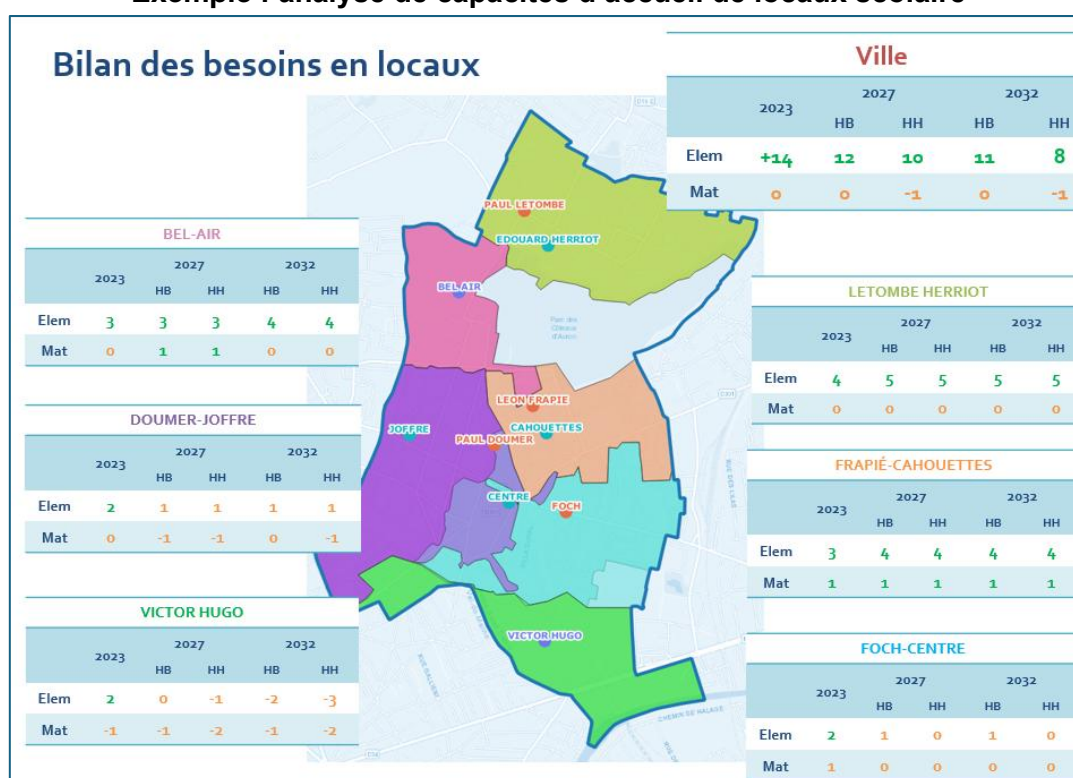 Exemple : analyse de capacités d'accueil de locaux scolaire
Bilan des besoins en locaux
Ville
2023 2027 2032
HB HH HB HH
Elem +14 12 10 11 8
Mat 0 0 -1 0 -1
BEL-AIR
2023 2027 2032
HB HH HB HH
Elem 3 3 3 4 4
Mat 0 1 1 0 0
DOUMER-JOFFRE
2023 2027 2032
HB HH HB HH
Elem 2 1 1 1 1
Mat 0 -1 -1 0 -1
VICTOR HUGO
2023 2027 2032
HB HH HB HH
Elem 2 0 -1 -2 -3
Mat -1 -1 -2 -1 -2
PAUL LETOMBE
EDOUARD HERRIOT
BEL AIR
Parc des
Côteaux
d'Avron
LEON FRAPIE
JOFFRE
CAHOUETTES
PAUL DOUMER
CENTRE
FOCH
VICTOR HUGO
CHEMIN DE HALAGE
LETOMBE HERRIOT
2023 2027 2032
HB HH HB HH
Elem 4 5 5 5 5
Mat 0 0 0 0 0
FRAPIÉ-CAHOUETTES
2023 2027 2032
HB HH HB HH
Elem 3 4 4 4 4
Mat 1 1 1 1 1
FOCH-CENTRE
2023 2027 2032
HB HH HB HH
Elem 2 1 0 1 0
Mat 1 0 0 0 0